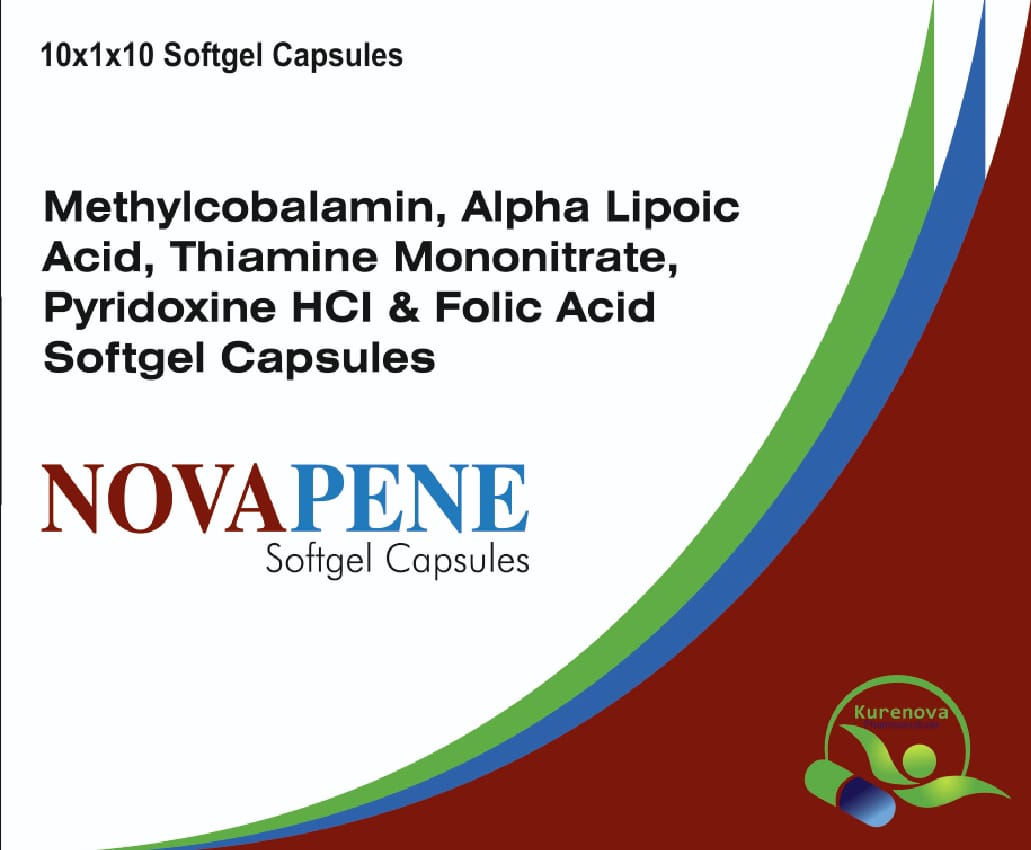 10x1x10 Softgel Capsules
Methylcobalamin, Alpha Lipoic
Acid, Thiamine Mononitrate,
Pyridoxine HCl & Folic Acid
Softgel Capsules
NOVAPENE
Softgel Capsules
Kurenova